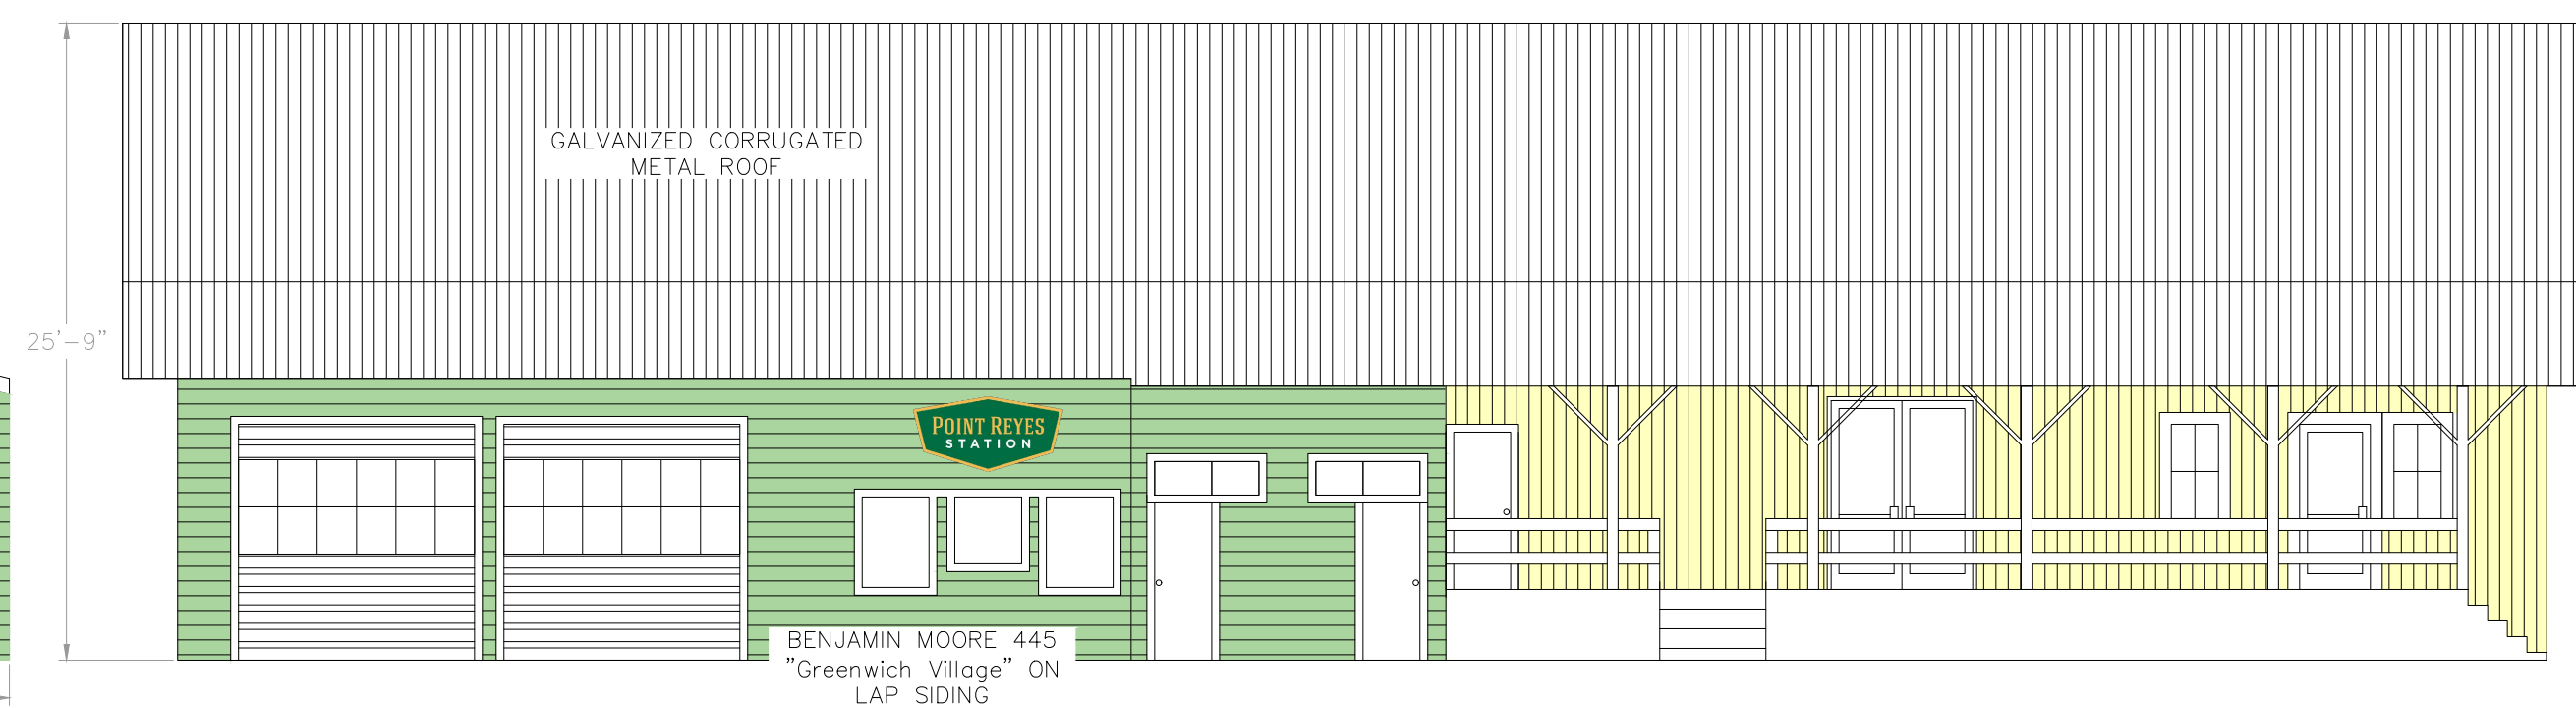 GALVANIZED CORRUGATED
METAL ROOF
25'-9"
POINT REYES
STATION
BENJAMIN MOORE 445
"Greenwich Village" ON
LAP SIDING